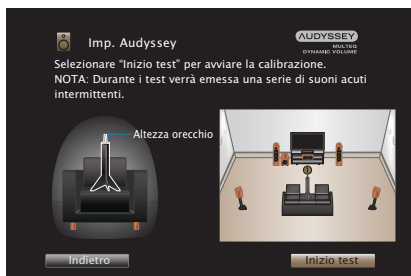 Imp. Audyssey
AUDYSSEY
MULTEQ
DYNAMIC VOLUME
Selezionare “Inizio test” per avviare la calibrazione.
NOTA: Durante i test verrà emessa una serie di suoni acuti
intermittenti.
Altezza orecchio
Indietro
Inizio test